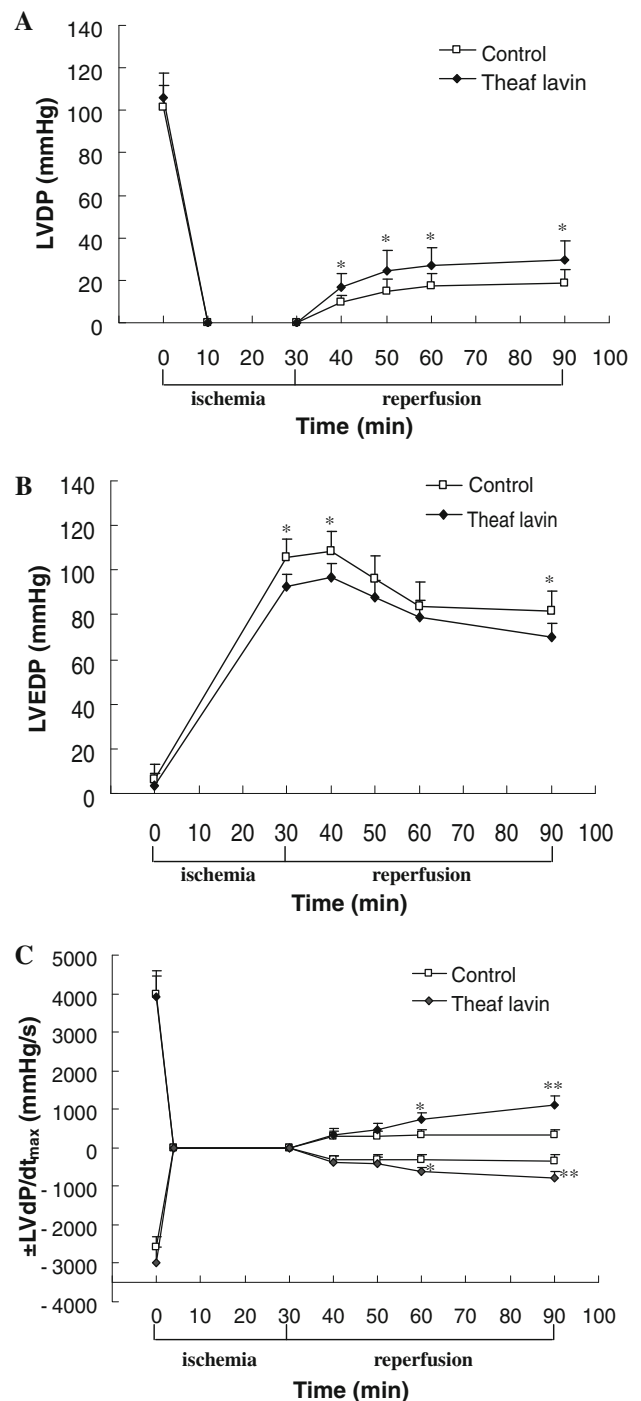 A
140
120
100
80
60
40
20
0
LVDP (mmHg)
Control
Theaf lavin
* * * *
0 10 20 30 40 50 60 70 80 90 100
ischemia reperfusion
Time (min)
B
140
120
100
80
60
40
20
0
LVEDP (mmHg)
Control
Theaf lavin
* * *
0 10 20 30 40 50 60 70 80 90 100
ischemia reperfusion
Time (min)
C
5000
4000
3000
2000
1000
0
- 1000
- 2000
- 3000
- 4000
±LVdP/dtmax (mmHg/s)
Control
Theaf lavin
* **
* **
0 10 20 30 40 50 60 70 80 90 100
ischemia reperfusion
Time (min)